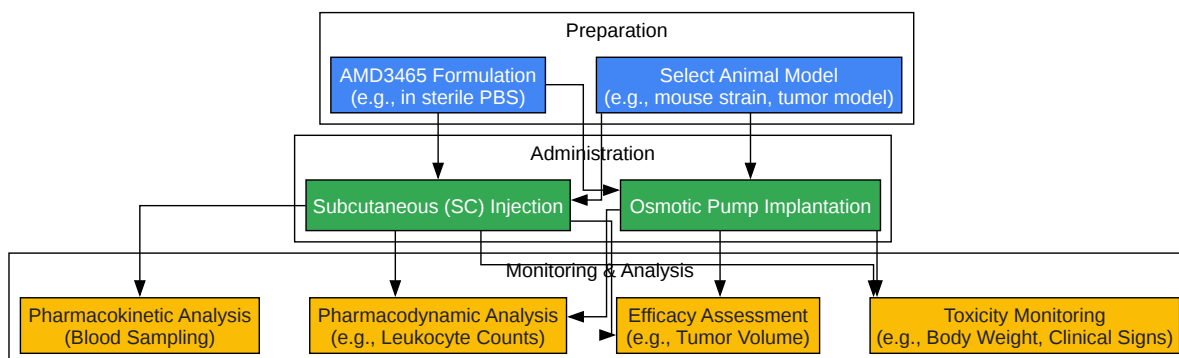 Preparation
AMD3465 Formulation
(e.g., in sterile PBS)
Select Animal Model
(e.g., mouse strain, tumor model)
Administration
Subcutaneous (SC) Injection
Osmotic Pump Implantation
Monitoring & Analysis
Pharmacokinetic Analysis
(Blood Sampling)
Pharmacodynamic Analysis
(e.g., Leukocyte Counts)
Efficacy Assessment
(e.g., Tumor Volume)
Toxicity Monitoring
(e.g., Body Weight, Clinical Signs)